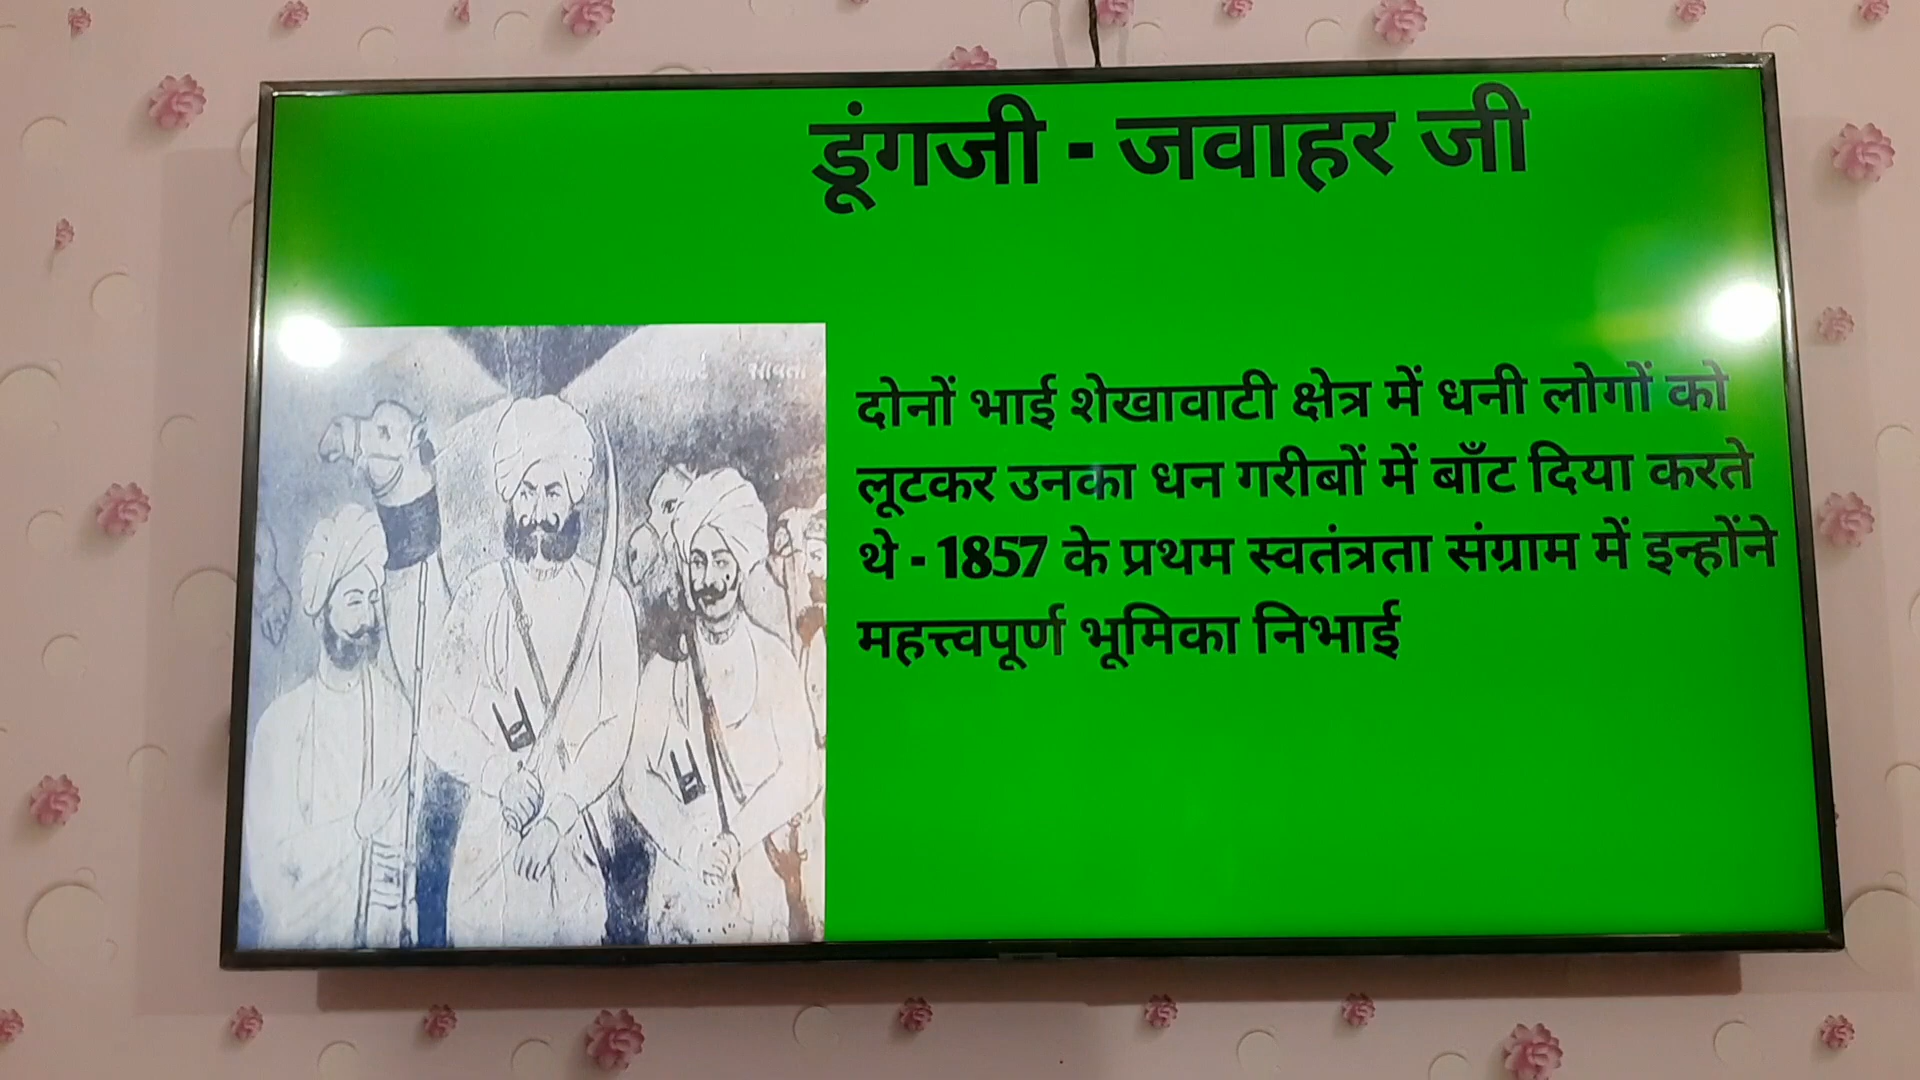 डूंगजी - जवाहर जी
दोनों भाई शेखावाटी क्षेत्र में धनी लोगों को
लूटकर उनका धन गरीबों में बाँट दिया करते
थे - 1857 के प्रथम स्वतंत्रता संग्राम में इन्होंने
महत्त्वपूर्ण भूमिका निभाई